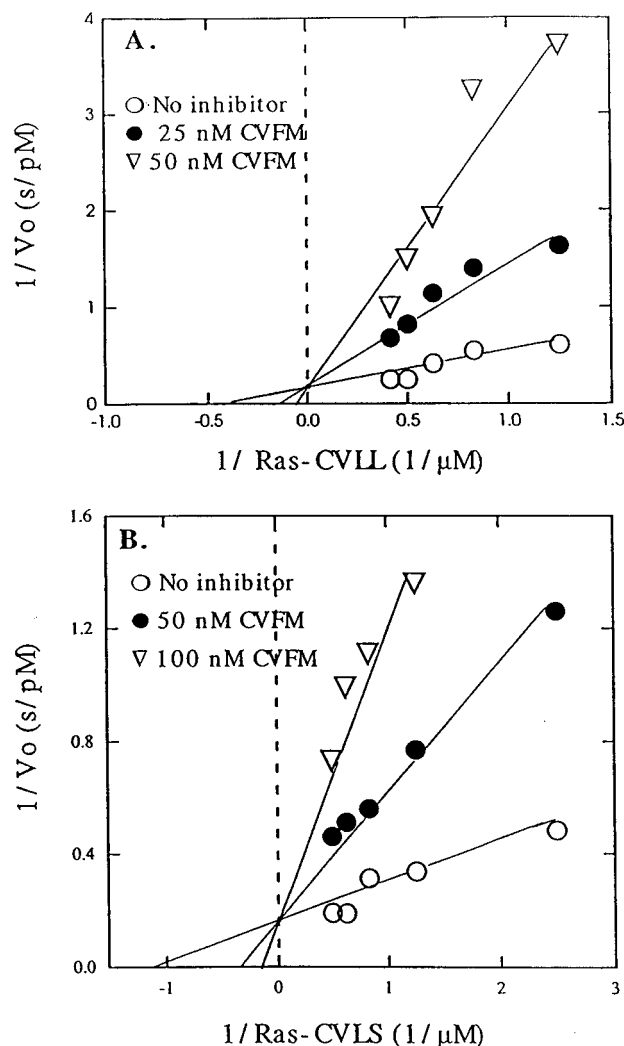 A.
No inhibitor
25 nM CVFM
50 nM CVFM
1/ Vo (s/ pM)
4
3
2
1
0
-1.0
-0.5
0.0
0.5
1.0
1.5
1/ Ras-CVLL (1/μM)
B.
No inhibitor
50 nM CVFM
100 nM CVFM
1/ Vo (s/ pM)
1.6
1.2
0.8
0.4
0.0
-1
0
1
2
3
1/Ras-CVLS (1/μM)